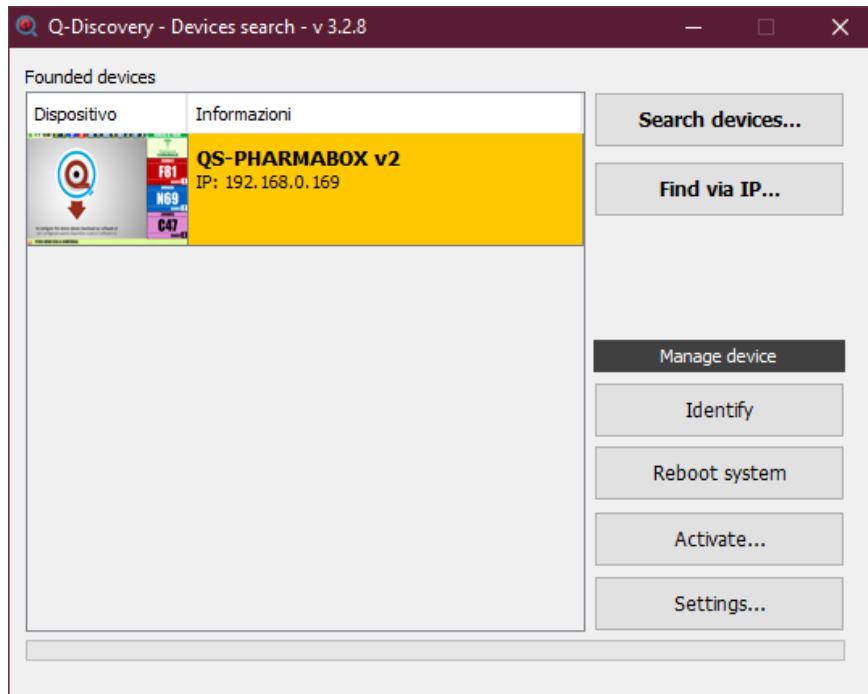 Q-Discovery - Devices search - v 3.2.8
Founded devices
Dispositivo
Informazioni
F81
N69
C47
QS-PHARMABOX v2
IP: 192.168.0.169
Search devices...
Find via IP...
Manage device
Identify
Reboot system
Activate...
Settings...